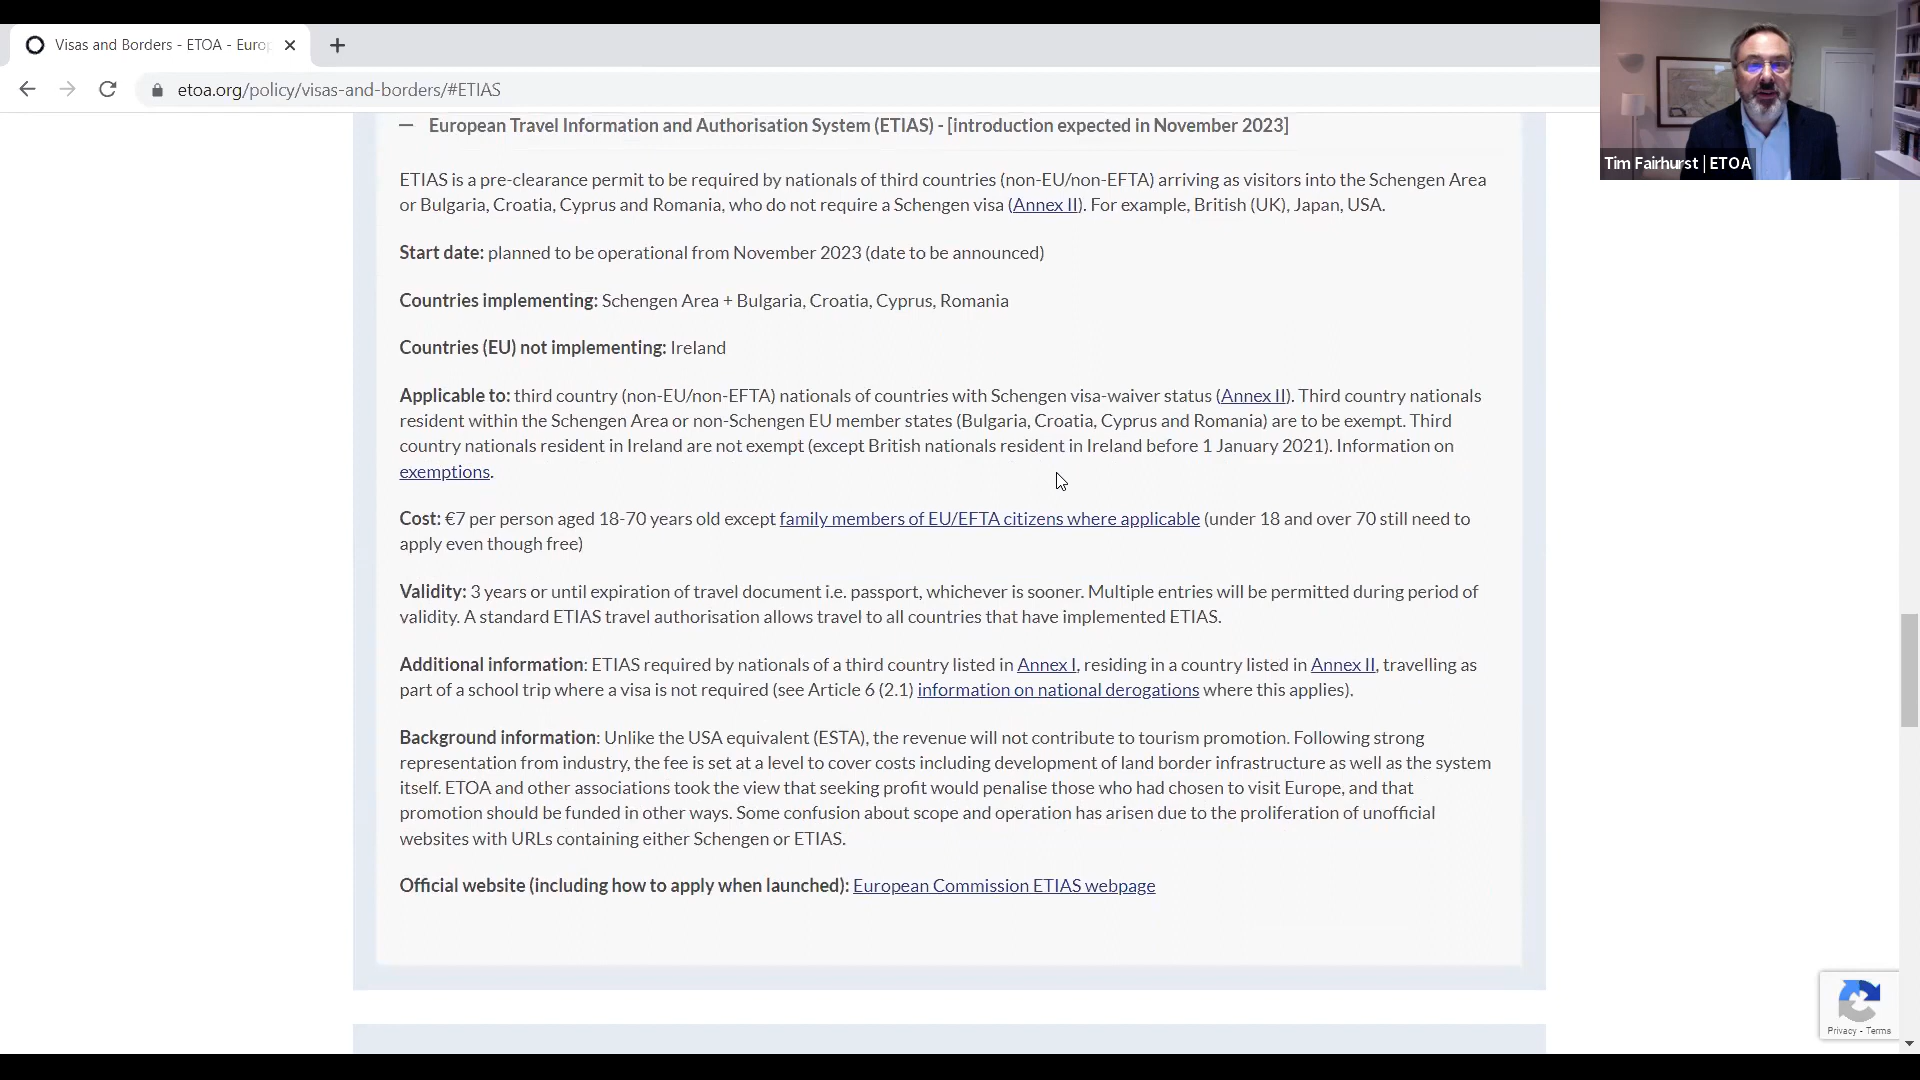 Visas and Borders - ETOA - Euro
etoa.org/policy/visas-and-borders/#ETIAS
Tim Fairhurst | ETOA
European Travel Information and Authorisation System (ETIAS) - [introduction expected in November 2023]
ETIAS is a pre-clearance permit to be required by nationals of third countries (non-EU/non-EFTA) arriving as visitors into the Schengen Area
or Bulgaria, Croatia, Cyprus and Romania, who do not require a Schengen visa (Annex II). For example, British (UK), Japan, USA.
Start date: planned to be operational from November 2023 (date to be announced)
Countries implementing: Schengen Area + Bulgaria, Croatia, Cyprus, Romania
Countries (EU) not implementing: Ireland
Applicable to: third country (non-EU/non-EFTA) nationals of countries with Schengen visa-waiver status (Annex II). Third country nationals
resident within the Schengen Area or non-Schengen EU member states (Bulgaria, Croatia, Cyprus and Romania) are to be exempt. Third
country nationals resident in Ireland are not exempt (except British nationals resident in Ireland before 1 January 2021). Information on
exemptions.
Cost: €7 per person aged 18-70 years old except family members of EU/EFTA citizens where applicable (under 18 and over 70 still need to
apply even though free)
Validity: 3 years or until expiration of travel document i.e. passport, whichever is sooner. Multiple entries will be permitted during period of
validity. A standard ETIAS travel authorisation allows travel to all countries that have implemented ETIAS.
Additional information: ETIAS required by nationals of a third country listed in Annex I, residing in a country listed in Annex II, travelling as
part of a school trip where a visa is not required (see Article 6 (2.1) information on national derogations where this applies).
Background information: Unlike the USA equivalent (ESTA), the revenue will not contribute to tourism promotion. Following strong
representation from industry, the fee is set at a level to cover costs including development of land border infrastructure as well as the system
itself. ETOA and other associations took the view that seeking profit would penalise those who had chosen to visit Europe, and that
promotion should be funded in other ways. Some confusion about scope and operation has arisen due to the proliferation of unofficial
websites with URLs containing either Schengen or ETIAS.
Official website (including how to apply when launched): European Commission ETIAS webpage
Privacy - Terms